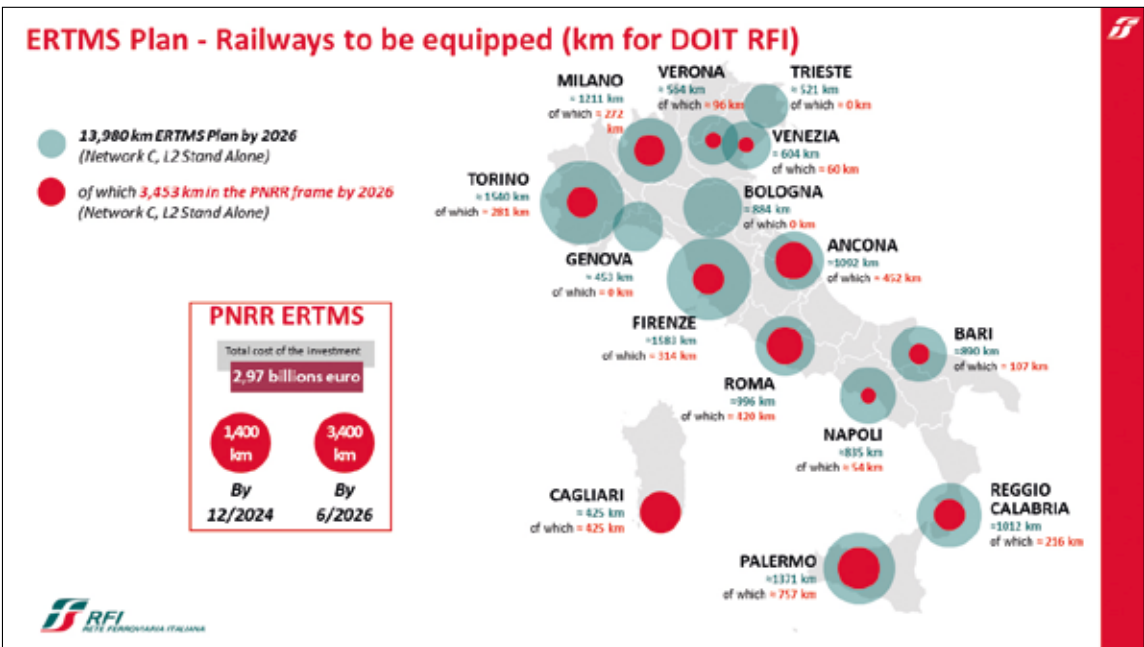 ERTMS Plan - Railways to be equipped (km for DOIT RFI)
13,980 km ERTMS Plan by 2026
(Network C, L2 Stand Alone)
of which 3,453 km in the PNRR frame by 2026
(Network C, L2 Stand Alone)
MILANO
≈ 1211 km
of which ≈ 272
km
VERONA
≈ 564 km
of which ≈ 96 km
TRIESTE
≈ 521 km
of which ≈ 0 km
VENEZIA
≈ 604 km
of which ≈ 60 km
TORINO
≈ 1540 km
of which ≈ 281 km
BOLOGNA
≈ 884 km
of which 0 km
GENOVA
≈ 453 km
of which ≈ 0 km
ANCONA
≈1092 km
of which ≈ 452 km
FIRENZE
≈1583 km
of which ≈ 314 km
ROMA
≈996 km
of which ≈ 420 km
BARI
≈890 km
of which ≈ 107 km
NAPOLI
≈835 km
of which ≈ 54 km
CAGLIARI
≈ 425 km
of which ≈ 425 km
REGGIO
CALABRIA
≈1012 km
of which ≈ 216 km
PALERMO
≈1371 km
of which ≈ 757 km
PNRR ERTMS
Total cost of the investment
2,97 billions euro
1,400
km
3,400
km
By
12/2024
By
6/2026
RFI
RETE FERROVIARIA ITALIANA